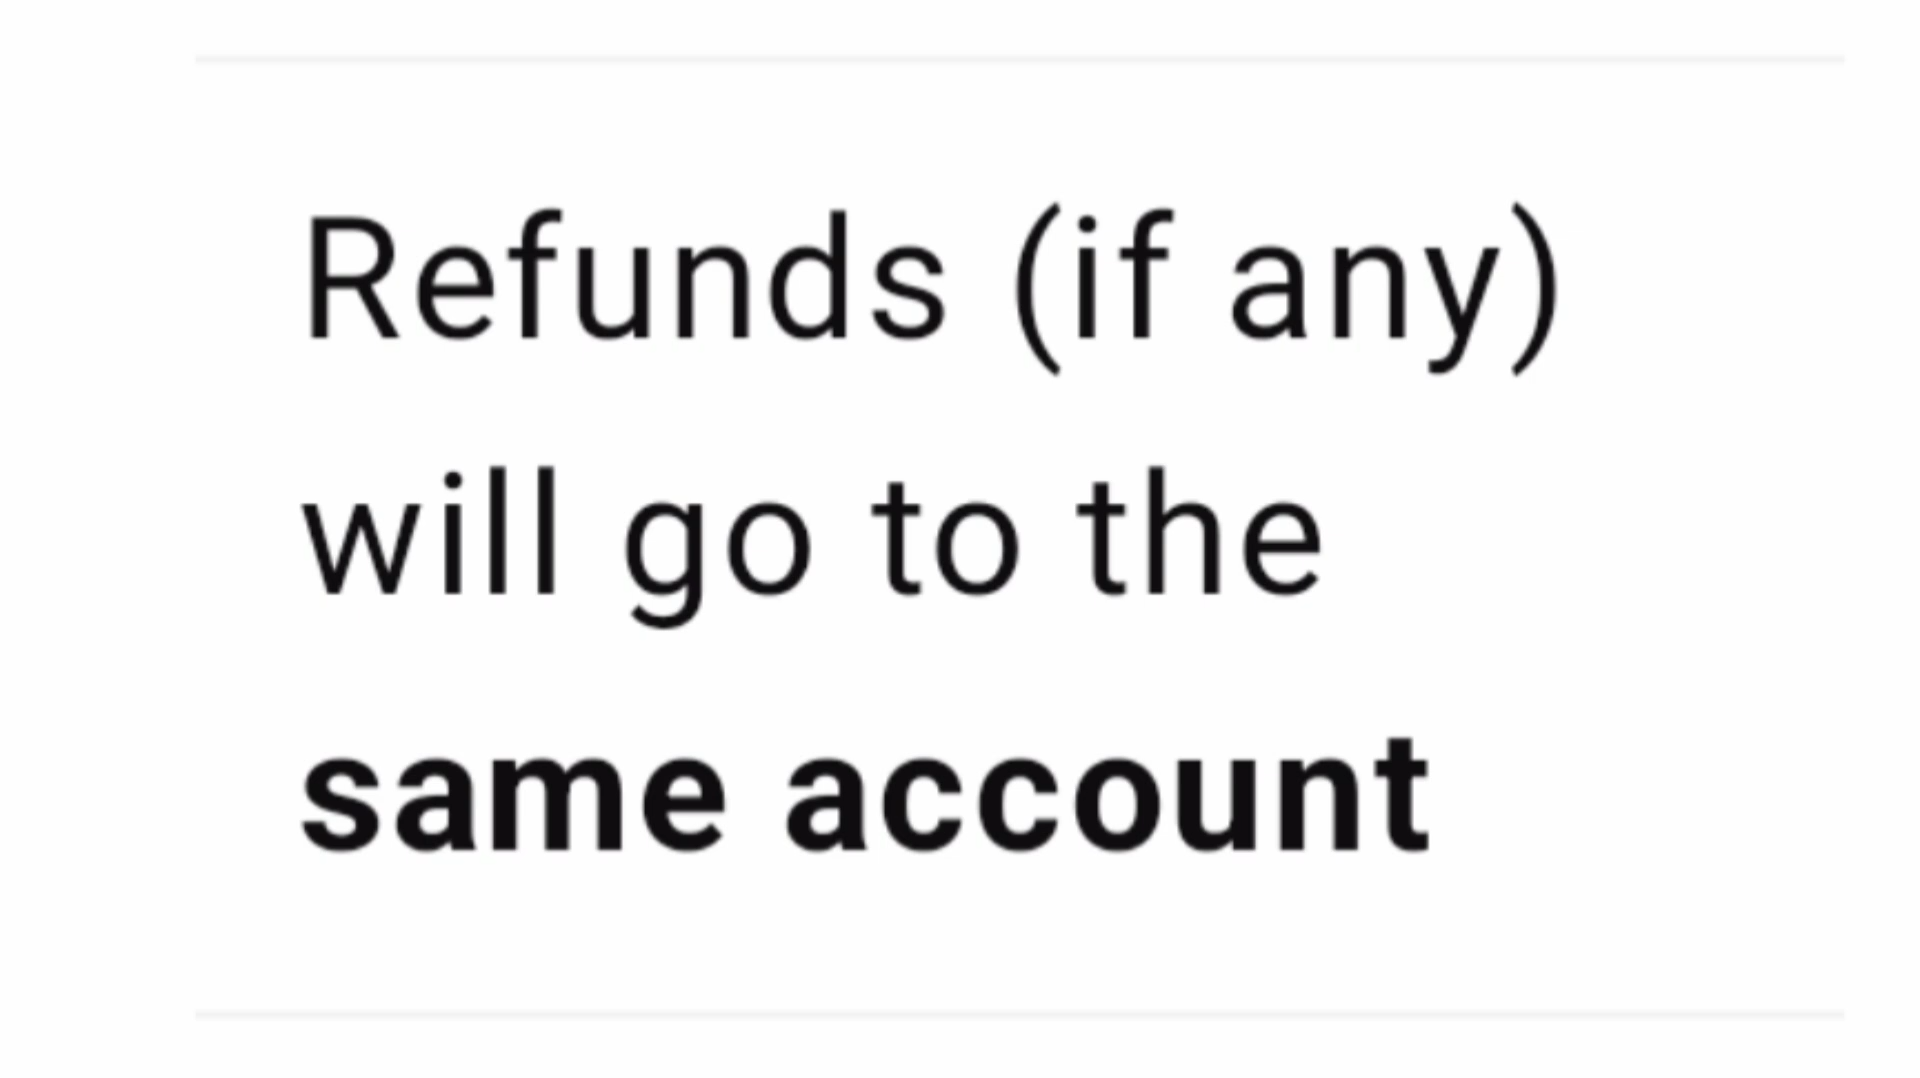 Refunds (if any)
will go to the
same account